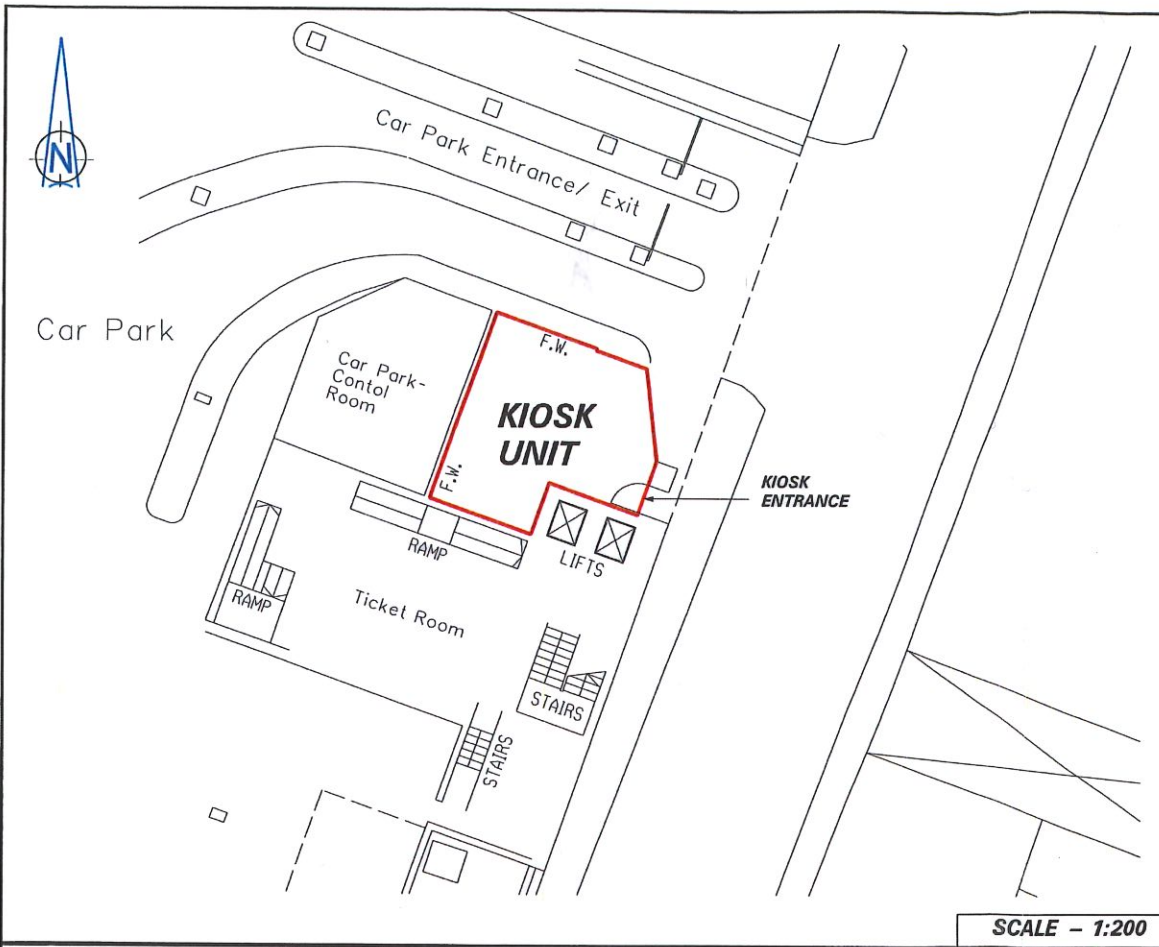 N
Car Park Entrance/ Exit
Car Park
Car Park-
Contol
Room
F.W.
KIOSK
UNIT
F.W.
KIOSK
ENTRANCE
RAMP
LIFTS
RAMP
Ticket Room
STAIRS
STAIRS
SCALE - 1:200